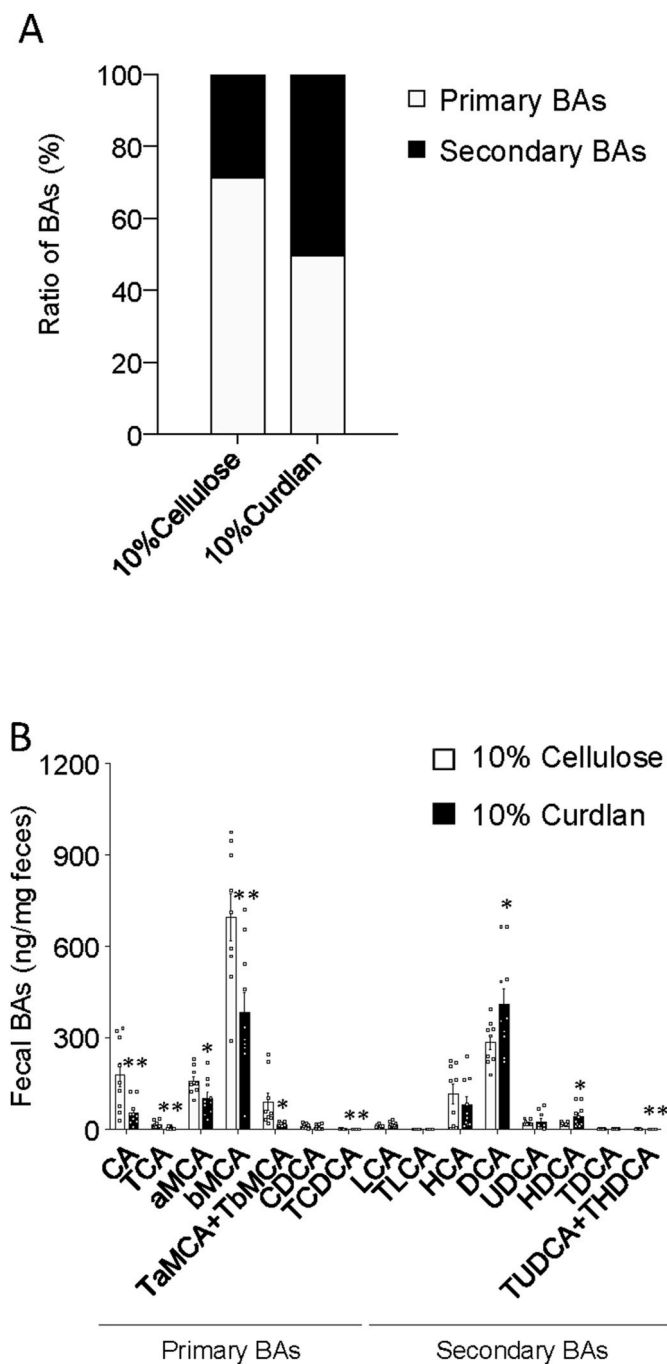 A
Ratio of BAs (%)
100
80
60
40
20
0
Primary BAs
Secondary BAs
10%Cellulose
10%Curdlan
B
Fecal BAs (ng/mg feces)
1200
900
600
300
0
10% Cellulose
10% Curdlan
**
**
*
**
*
**
*
*
**
CA
TCA
aMCA
bMCA
TaMCA+TbMCA
CDCA
TCDCA
LCA
TLCA
HCA
DCA
UDCA
HDCA
TDCA
TUDCA+THDCA
Primary BAs
Secondary BAs